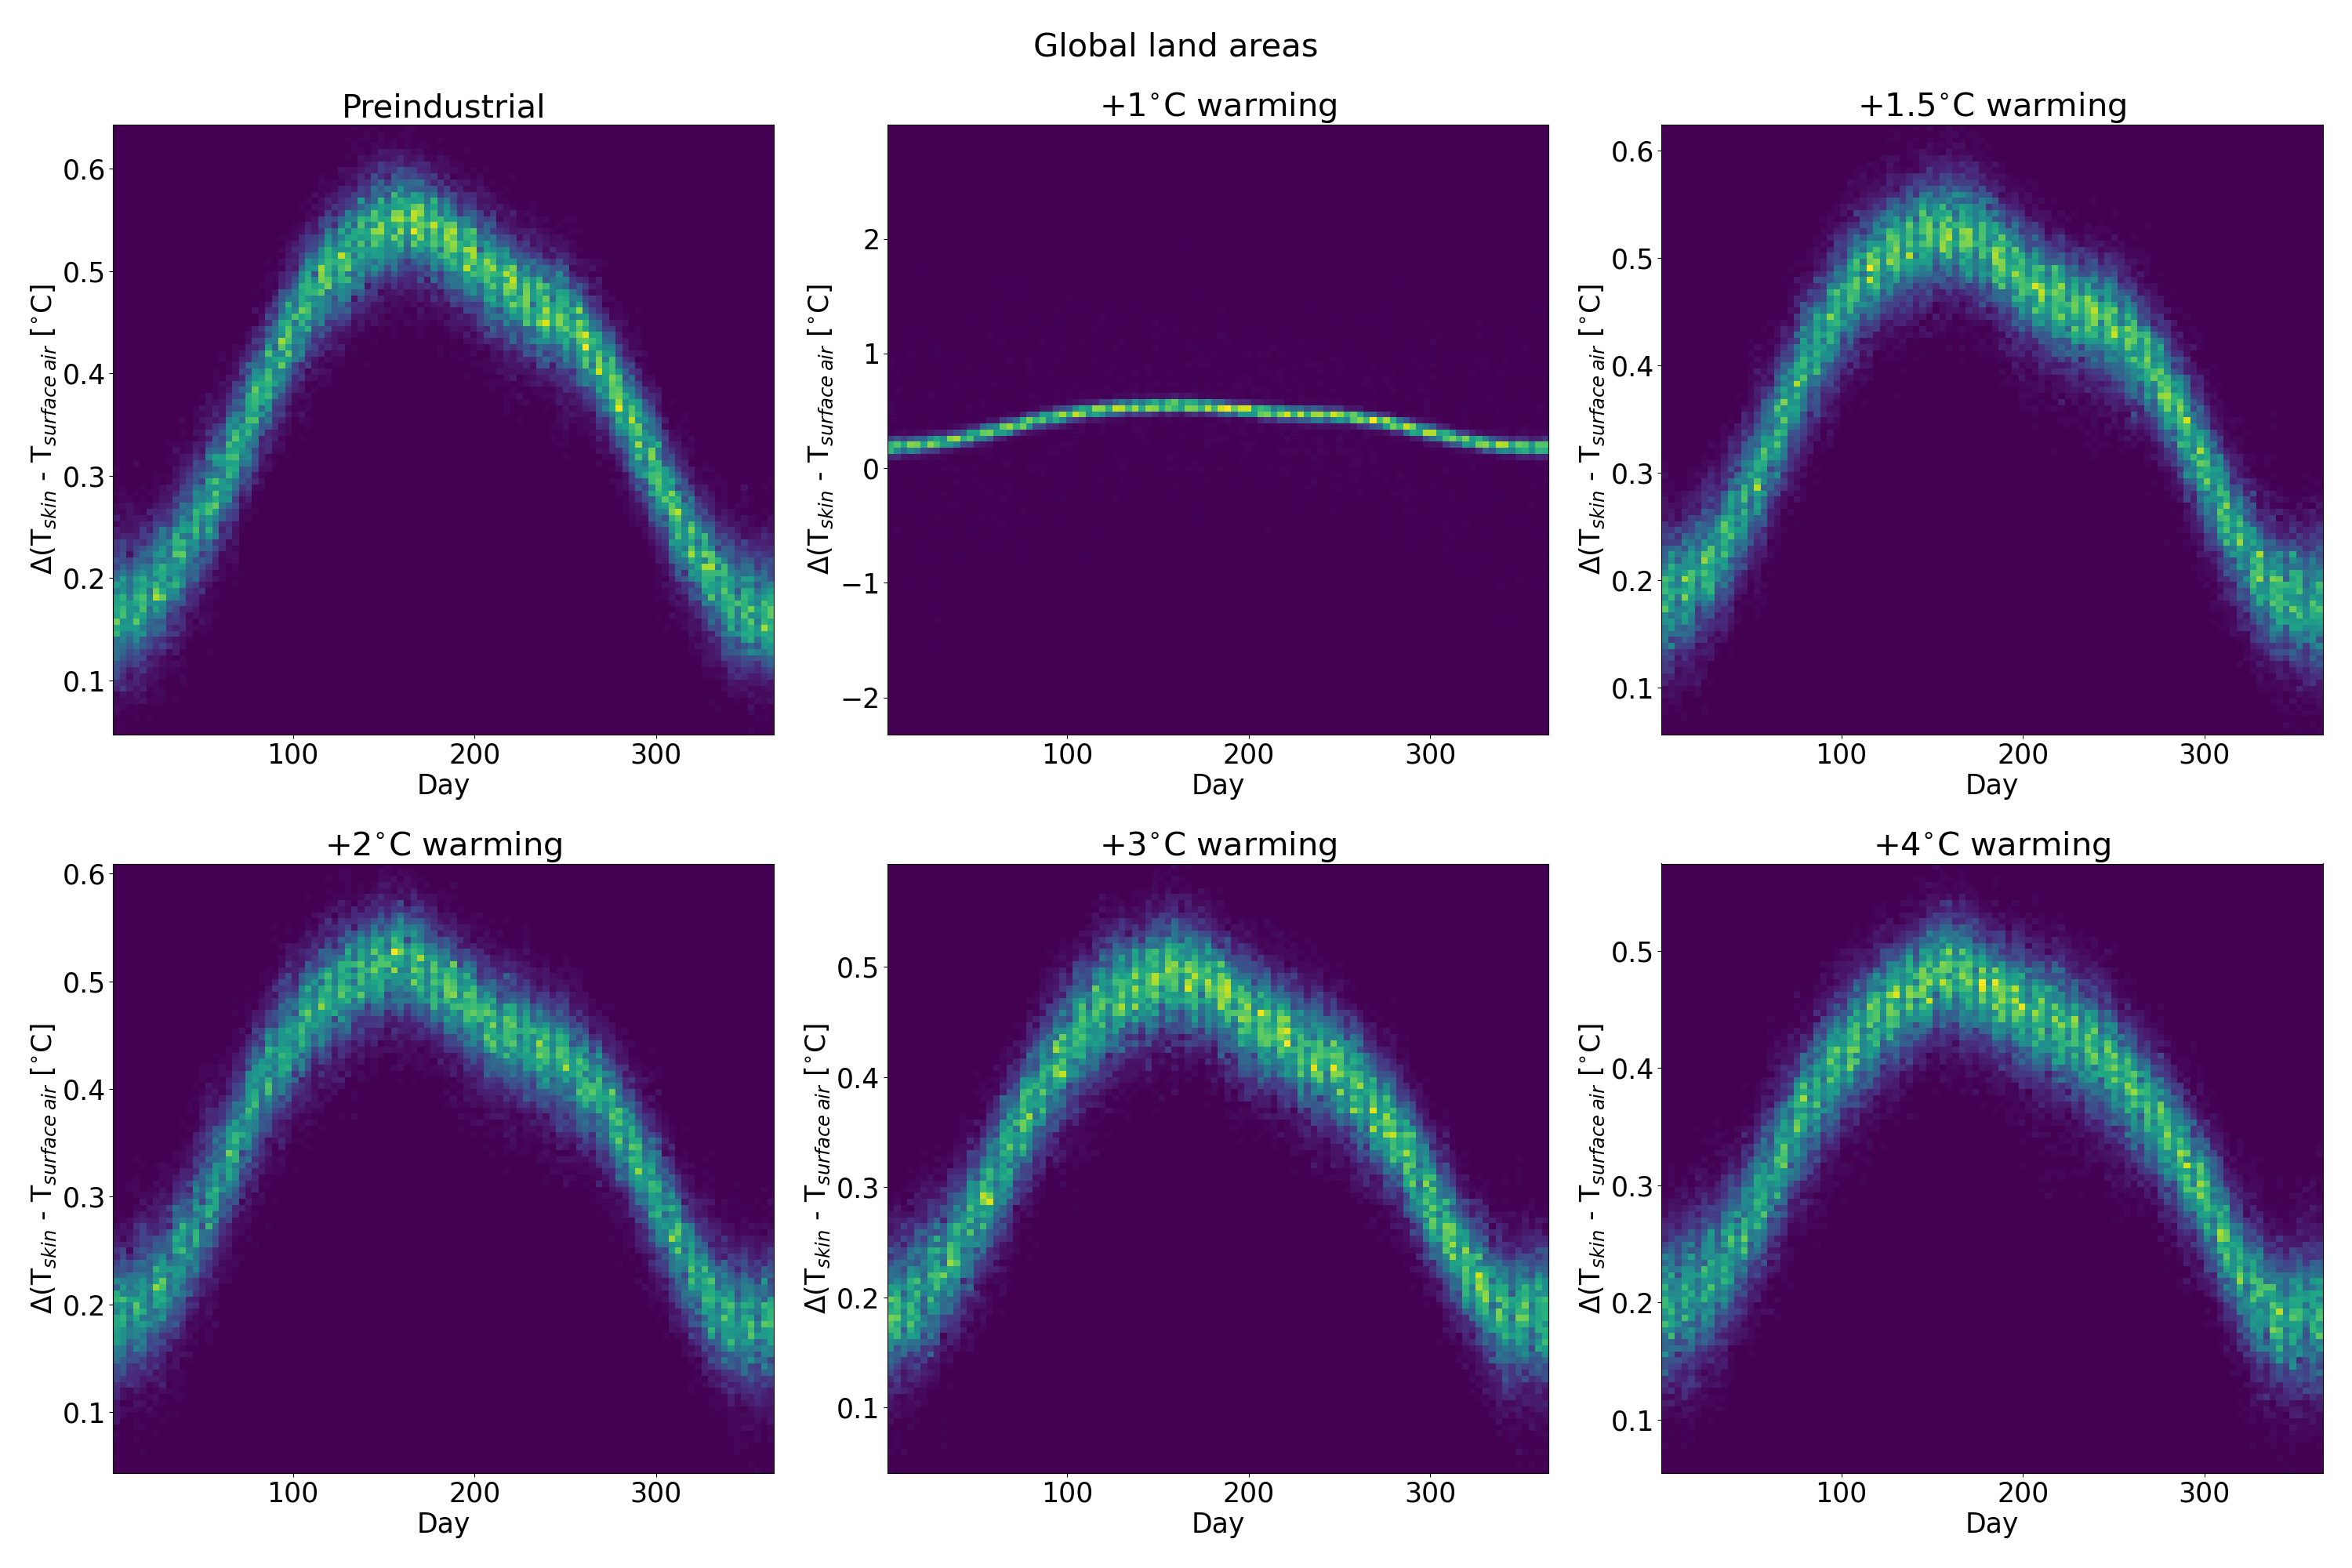 Global land areas
Preindustrial
+1°C warming
+1.5°C warming
Δ(T_skin - T_surface air [°C]
0.6
0.5
0.4
0.3
0.2
0.1
100 200 300
Day
Δ(T_skin - T_surface air [°C]
2
1
0
−1
−2
100 200 300
Day
Δ(T_skin - T_surface air [°C]
0.6
0.5
0.4
0.3
0.2
0.1
100 200 300
Day
+2°C warming
+3°C warming
+4°C warming
Δ(T_skin - T_surface air [°C]
0.6
0.5
0.4
0.3
0.2
0.1
100 200 300
Day
Δ(T_skin - T_surface air [°C]
0.5
0.4
0.3
0.2
0.1
100 200 300
Day
Δ(T_skin - T_surface air [°C]
0.5
0.4
0.3
0.2
0.1
100 200 300
Day